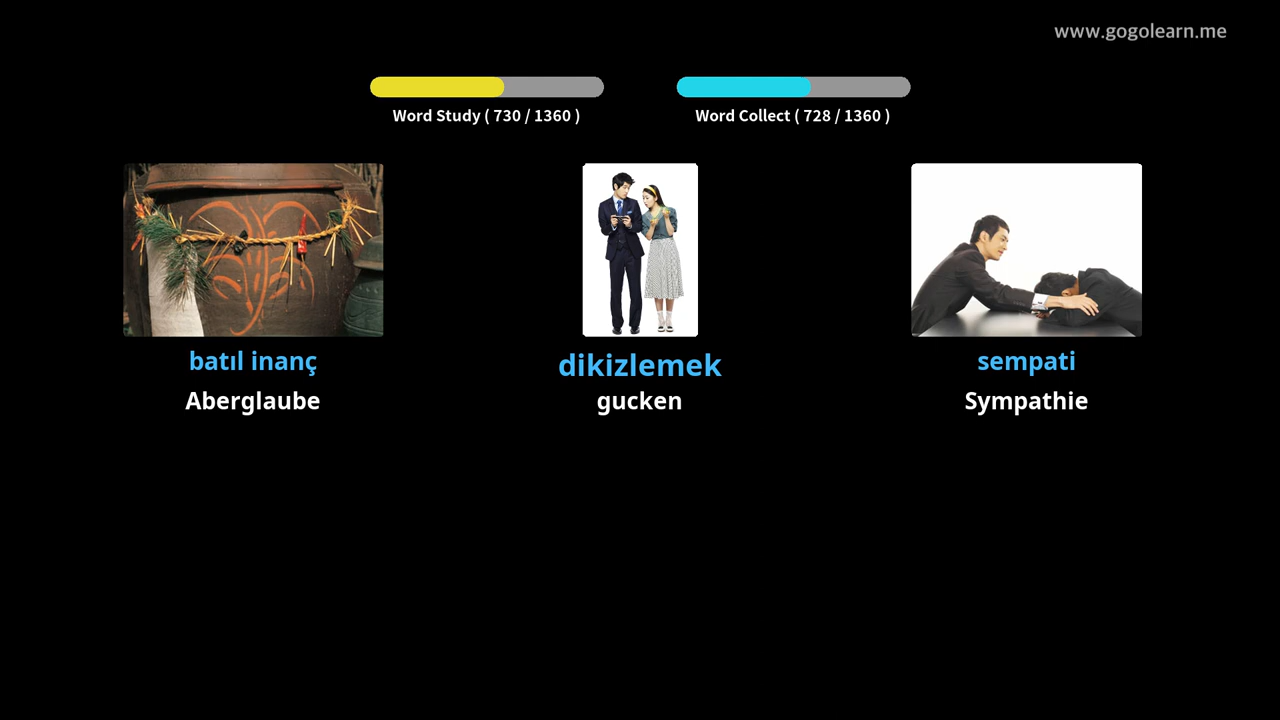 www.gogolearn.me
Word Study ( 730 / 1360 )
Word Collect ( 728 / 1360 )
batıl inanç
Aberglaube
dikizlemek
gucken
sempati
Sympathie